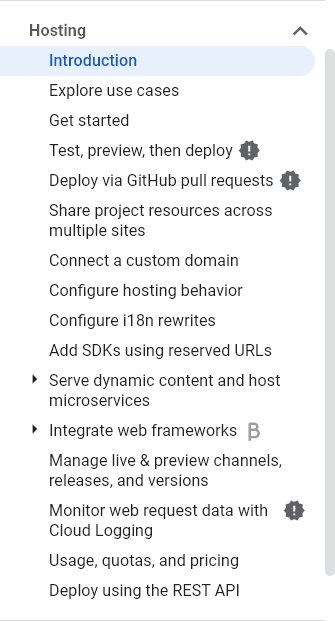 Hosting
Introduction
Explore use cases
Get started
Test, preview, then deploy
Deploy via GitHub pull requests
Share project resources across
multiple sites
Connect a custom domain
Configure hosting behavior
Configure i18n rewrites
Add SDKs using reserved URLs
Serve dynamic content and host
microservices
Integrate web frameworks β
Manage live & preview channels,
releases, and versions
Monitor web request data with
Cloud Logging
Usage, quotas, and pricing
Deploy using the REST API